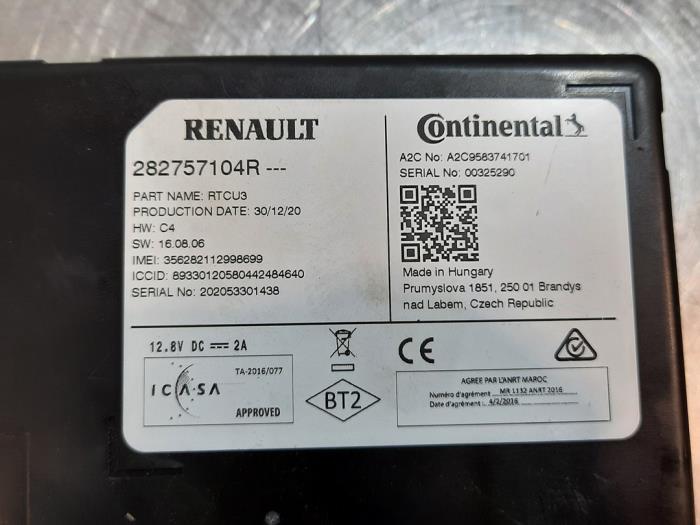 RENAULT
282757104R ---
PART NAME: RTCU3
PRODUCTION DATE: 30/12/20
HW: C4
SW: 16.08.06
IMEI: 356282112998699
ICCID: 89330120580442484640
SERIAL No: 202053301438
Continental
A2C No: A2C9583741701
SERIAL No: 00325290
Made in Hungary
Prumyslova 1851, 250 01 Brandys
nad Labem, Czech Republic
12.8V DC ⎓ 2A
TA-2016/077
ICASA
APPROVED
BT2
CE
AGREE PAR L'ANRT MAROC
Numéro d'agrément : MR 1132 ANRT 2016
Date d'agrément : 4/2/2016